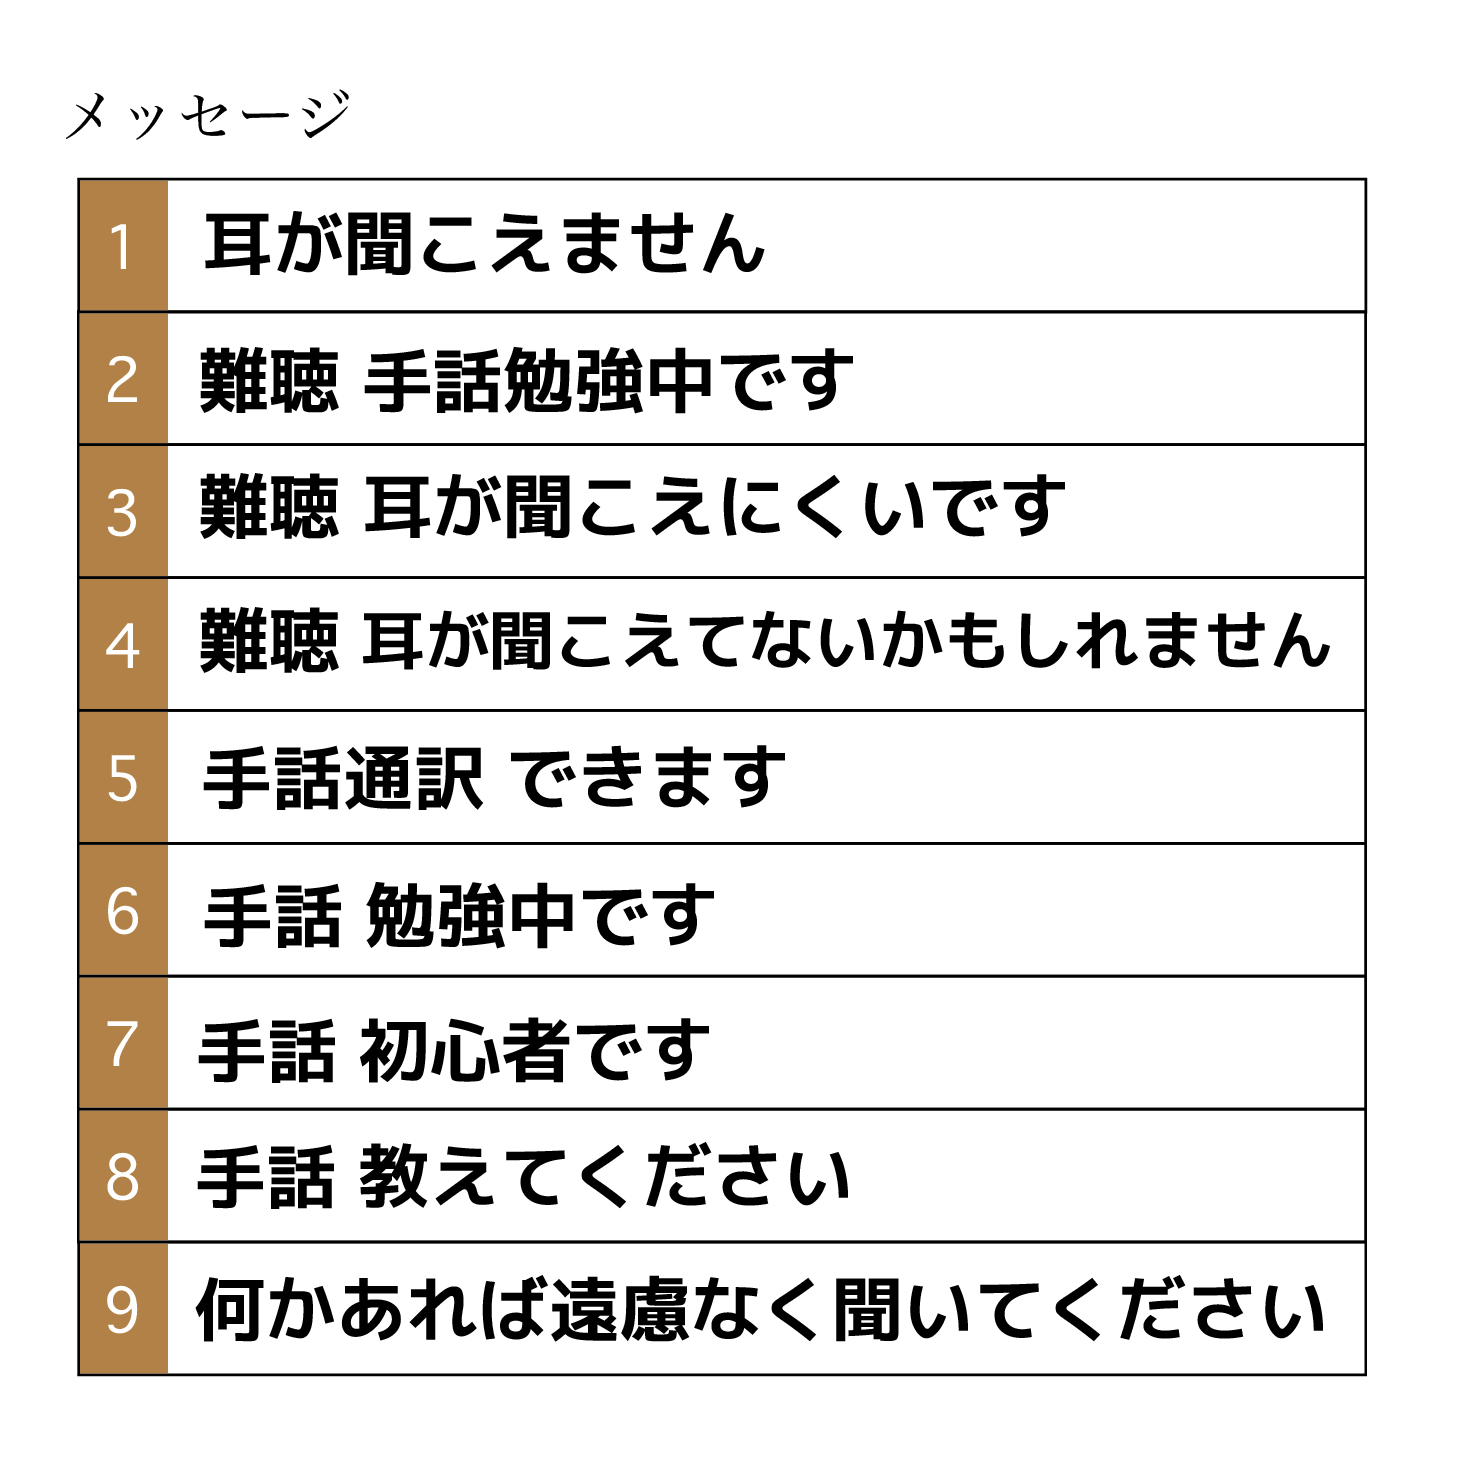 メッセージ
1 耳が聞こえません
2 難聴 手話勉強中です
3 難聴 耳が聞こえにくいです
4 難聴 耳が聞こえてないかもしれません
5 手話通訳 できます
6 手話 勉強中です
7 手話 初心者です
8 手話 教えてください
9 何かあれば遠慮なく聞いてください